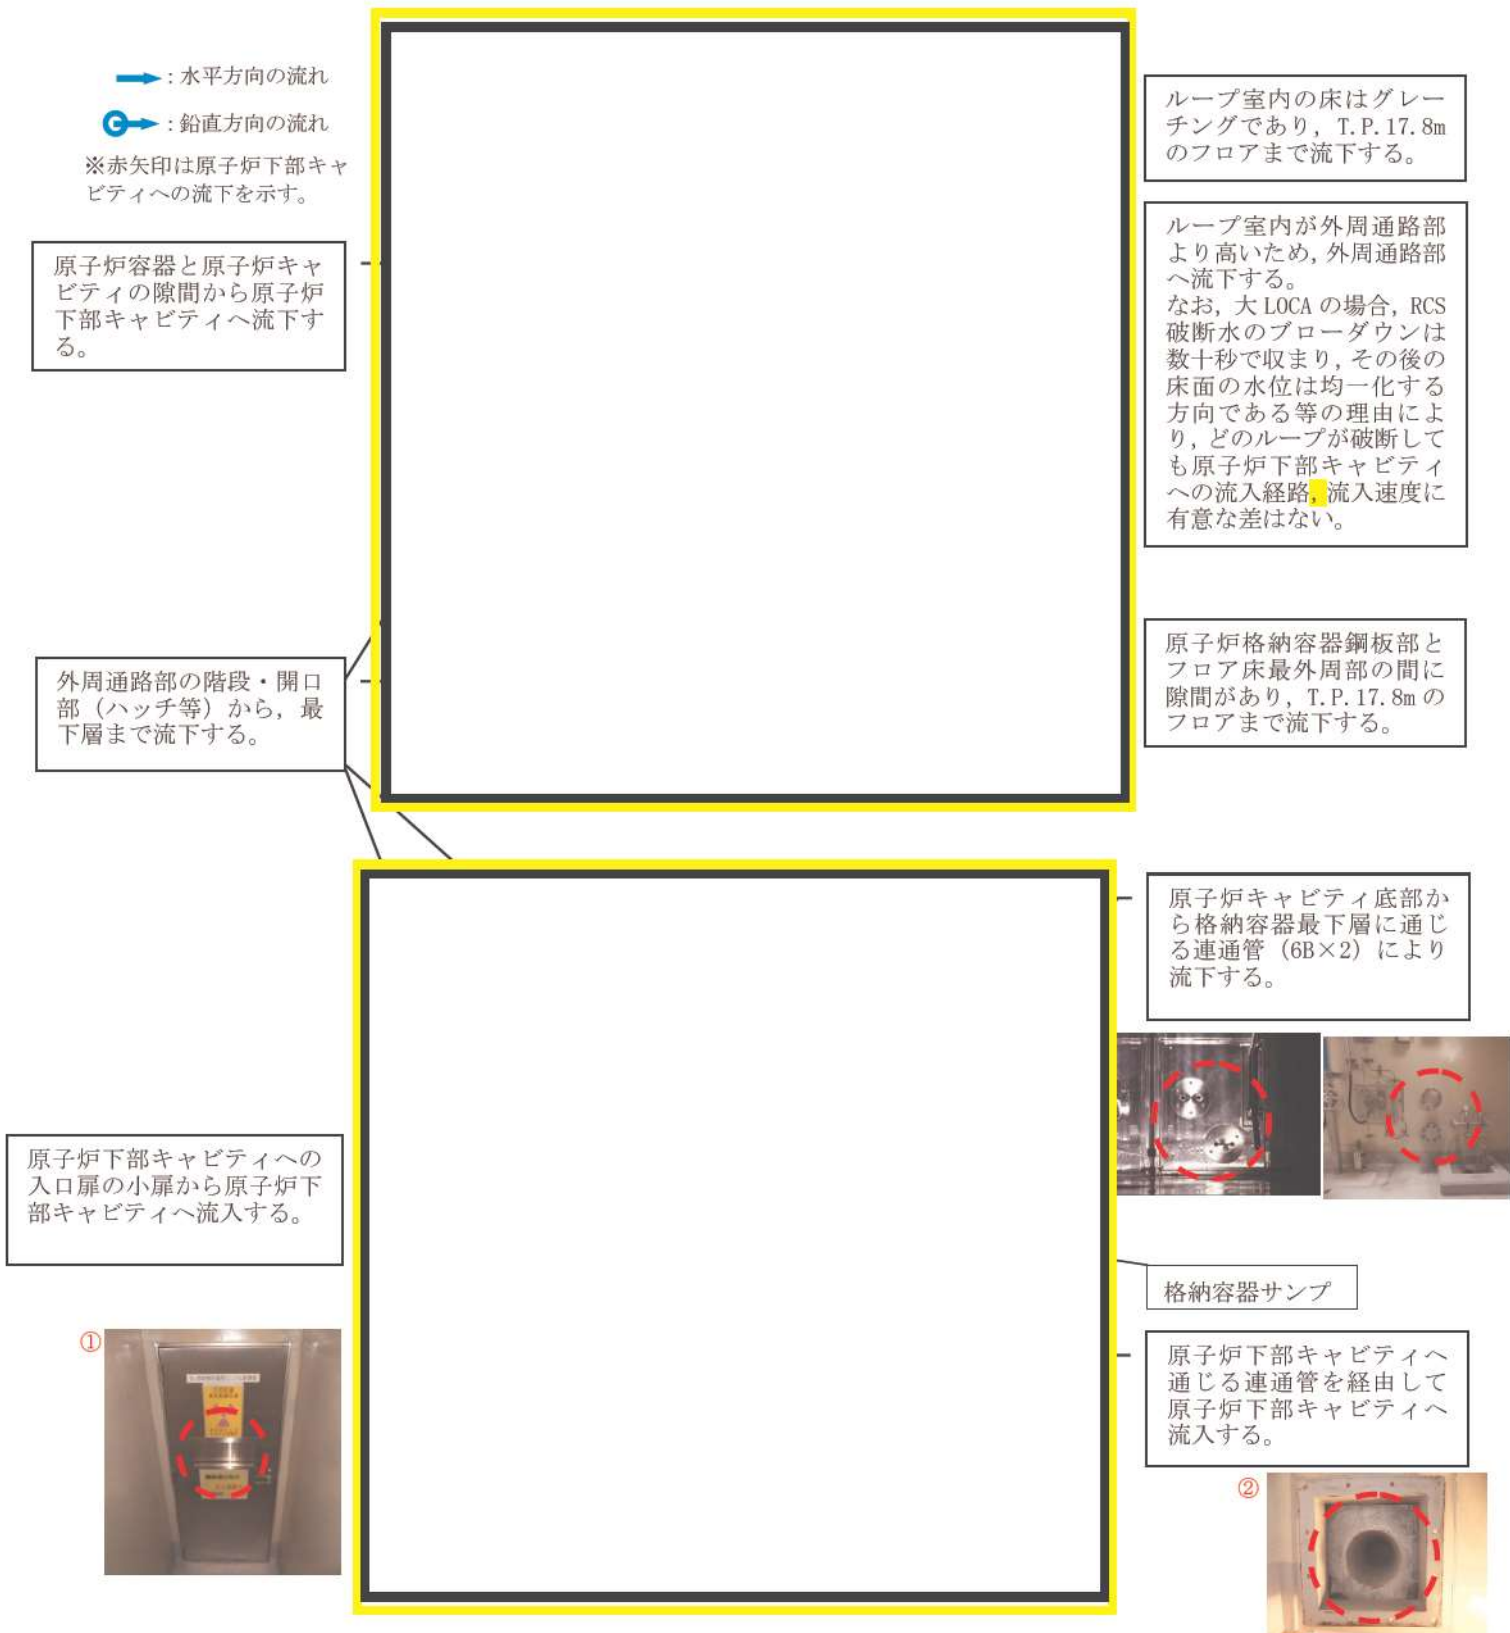 ：水平方向の流れ
：鉛直方向の流れ
※赤矢印は原子炉下部キャ
ビティへの流下を示す。
原子炉容器と原子炉キャ
ビティの隙間から原子炉
下部キャビティへ流下す
る。
ループ室内の床はグレー
チングであり，T.P.17.8m
のフロアまで流下する。
ループ室内が外周通路部
より高いため，外周通路部
へ流下する。
なお，大LOCAの場合，RCS
破断水のブローダウンは
数十秒で収まり，その後の
床面の水位は均一化する
方向である等の理由によ
り，どのループが破断して
も原子炉下部キャビティ
への流入経路，流入速度に
有意な差はない。
外周通路部の階段・開口
部（ハッチ等）から，最
下層まで流下する。
原子炉格納容器鋼板部と
フロア床最外周部の間に
隙間があり，T.P.17.8mの
フロアまで流下する。
原子炉キャビティ底部か
ら格納容器最下層に通じ
る連通管（6B×2）により
流下する。
原子炉下部キャビティへの
入口扉の小扉から原子炉下
部キャビティへ流入する。
格納容器サンプ
①
原子炉下部キャビティへ
通じる連通管を経由して
原子炉下部キャビティへ
流入する。
②